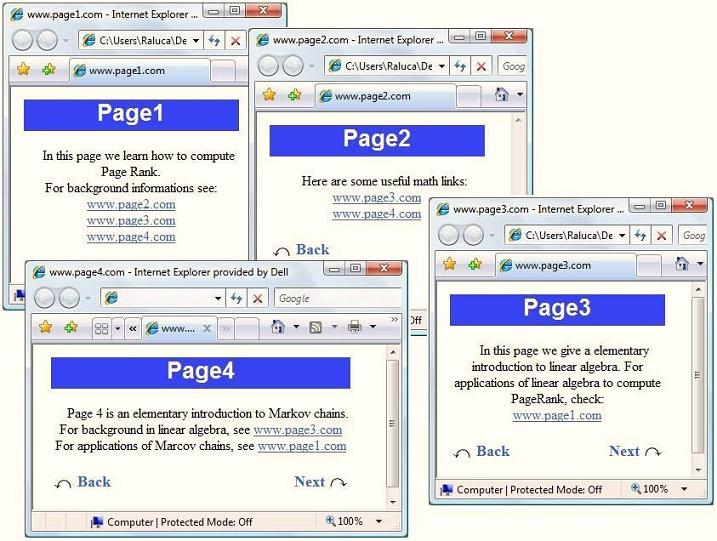 www.page1.com - Internet Explorer ...
C:\Users\Raluca\De
www.page1.com
Page1
In this page we learn how to compute
Page Rank.
For background informations see:
www.page2.com
www.page3.com
www.page4.com
www.page2.com - Internet Explorer ...
C:\Users\Raluca\De
Goog
www.page2.com
Page2
Here are some useful math links:
www.page3.com
www.page4.com
Back
Off
www.page4.com - Internet Explorer provided by Dell
Google
www....
Page4
Page 4 is an elementary introduction to Markov chains.
For background in linear algebra, see www.page3.com
For applications of Marcov chains, see www.page1.com
Back
Next
Computer | Protected Mode: Off
100%
www.page3.com - Internet Explorer ...
C:\Users\Raluca\De
Goog
www.page3.com
Page3
In this page we give a elementary
introduction to linear algebra. For
applications of linear algebra to compute
PageRank, check:
www.page1.com
Back
Next
Computer | Protected Mode: Off
100%